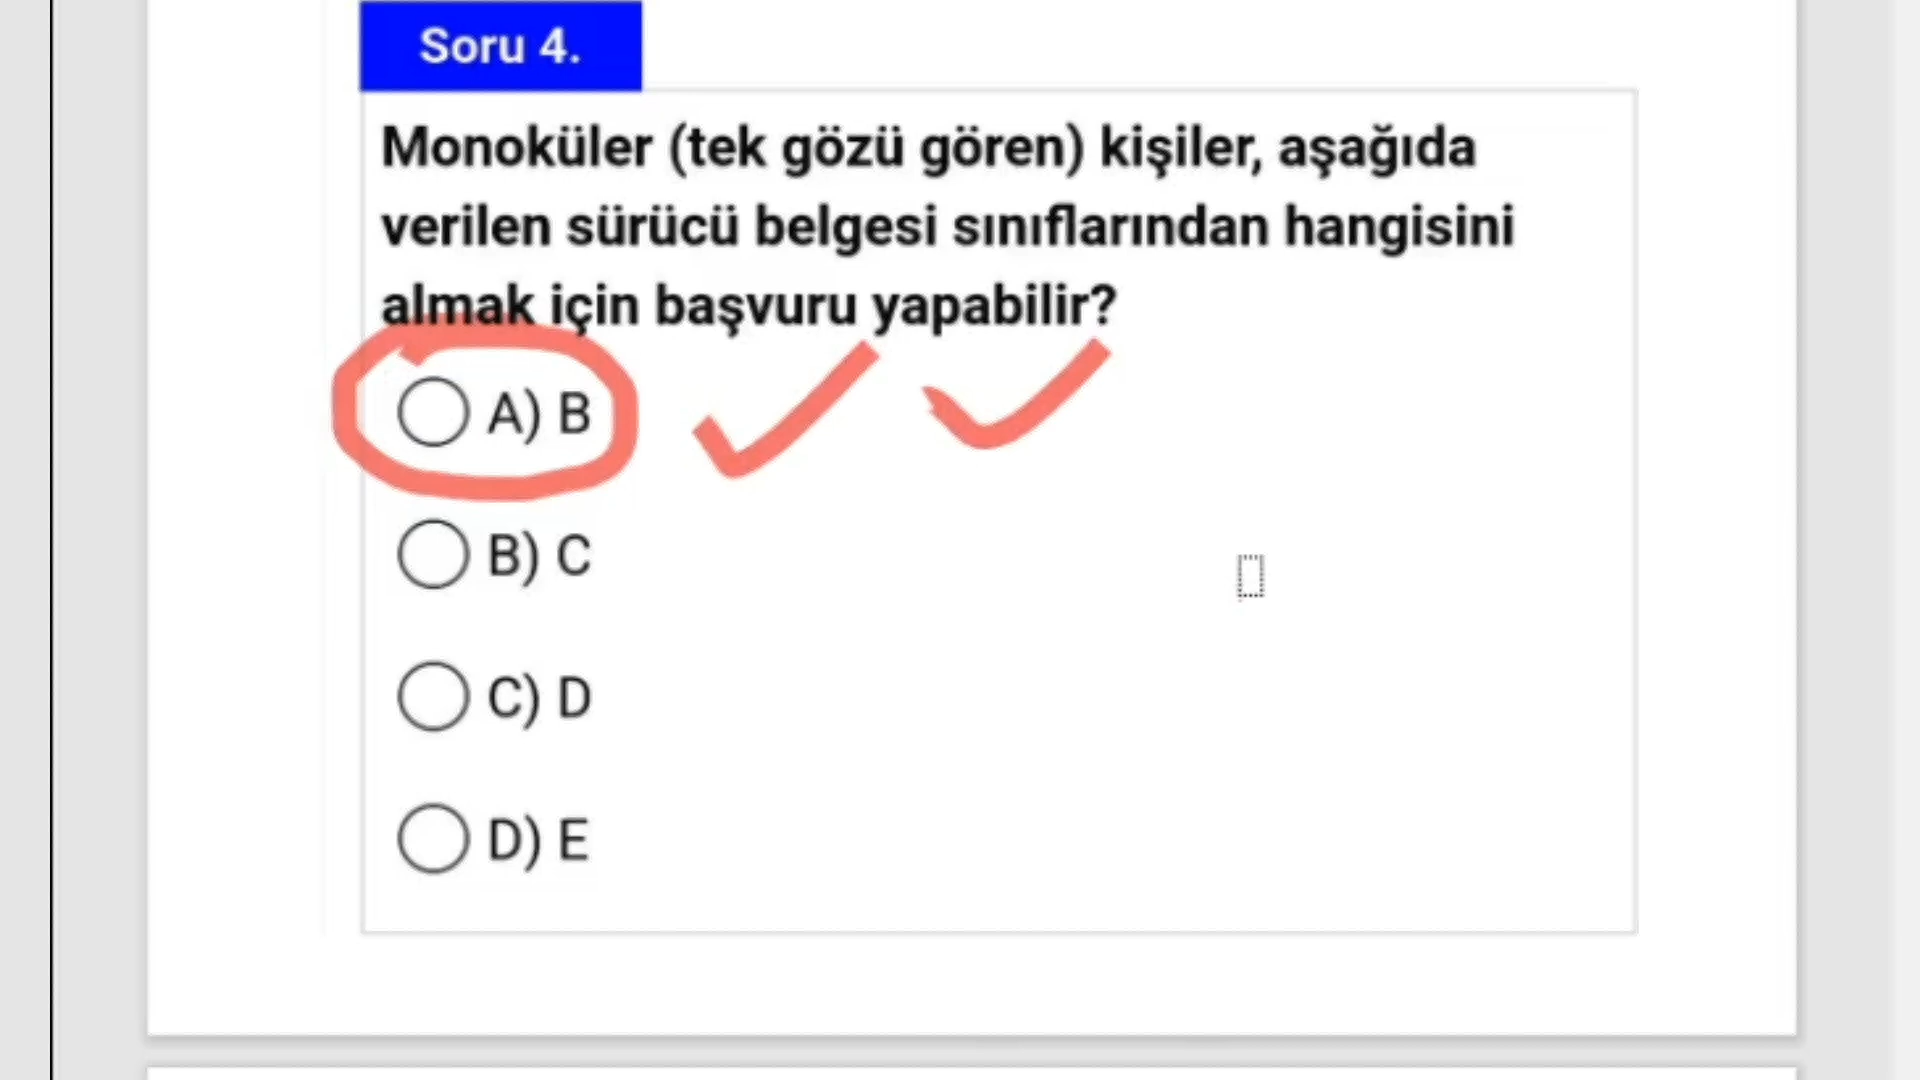 Soru 4.
Monoküler (tek gözü gören) kişiler, aşağıda
verilen sürücü belgesi sınıflarından hangisini
almak için başvuru yapabilir?
A) B
B) C
C) D
D) E